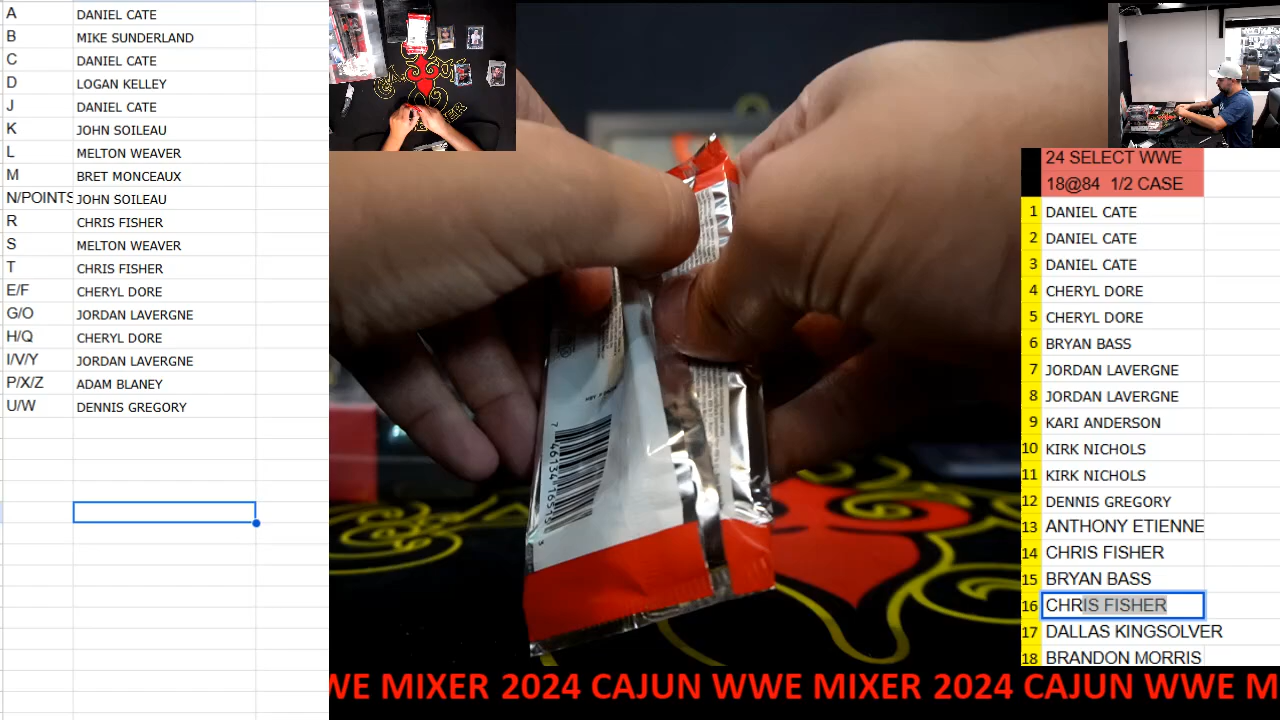 A DANIEL CATE
B MIKE SUNDERLAND
C DANIEL CATE
D LOGAN KELLEY
J DANIEL CATE
K JOHN SOILEAU
L MELTON WEAVER
M BRET MONCEAUX
N/POINTS JOHN SOILEAU
R CHRIS FISHER
S MELTON WEAVER
T CHRIS FISHER
E/F CHERYL DORE
G/O JORDAN LAVERGNE
H/Q CHERYL DORE
I/V/Y JORDAN LAVERGNE
P/X/Z ADAM BLANEY
U/W DENNIS GREGORY
24 SELECT WWE
18@84 1/2 CASE
1 DANIEL CATE
2 DANIEL CATE
3 DANIEL CATE
4 CHERYL DORE
5 CHERYL DORE
6 BRYAN BASS
7 JORDAN LAVERGNE
8 JORDAN LAVERGNE
9 KARI ANDERSON
10 KIRK NICHOLS
11 KIRK NICHOLS
12 DENNIS GREGORY
13 ANTHONY ETIENNE
14 CHRIS FISHER
15 BRYAN BASS
16 CHRIS FISHER
17 DALLAS KINGSOLVER
18 BRANDON MORRIS
WE MIXER 2024 CAJUN WWE MIXER 2024 CAJUN WWE M